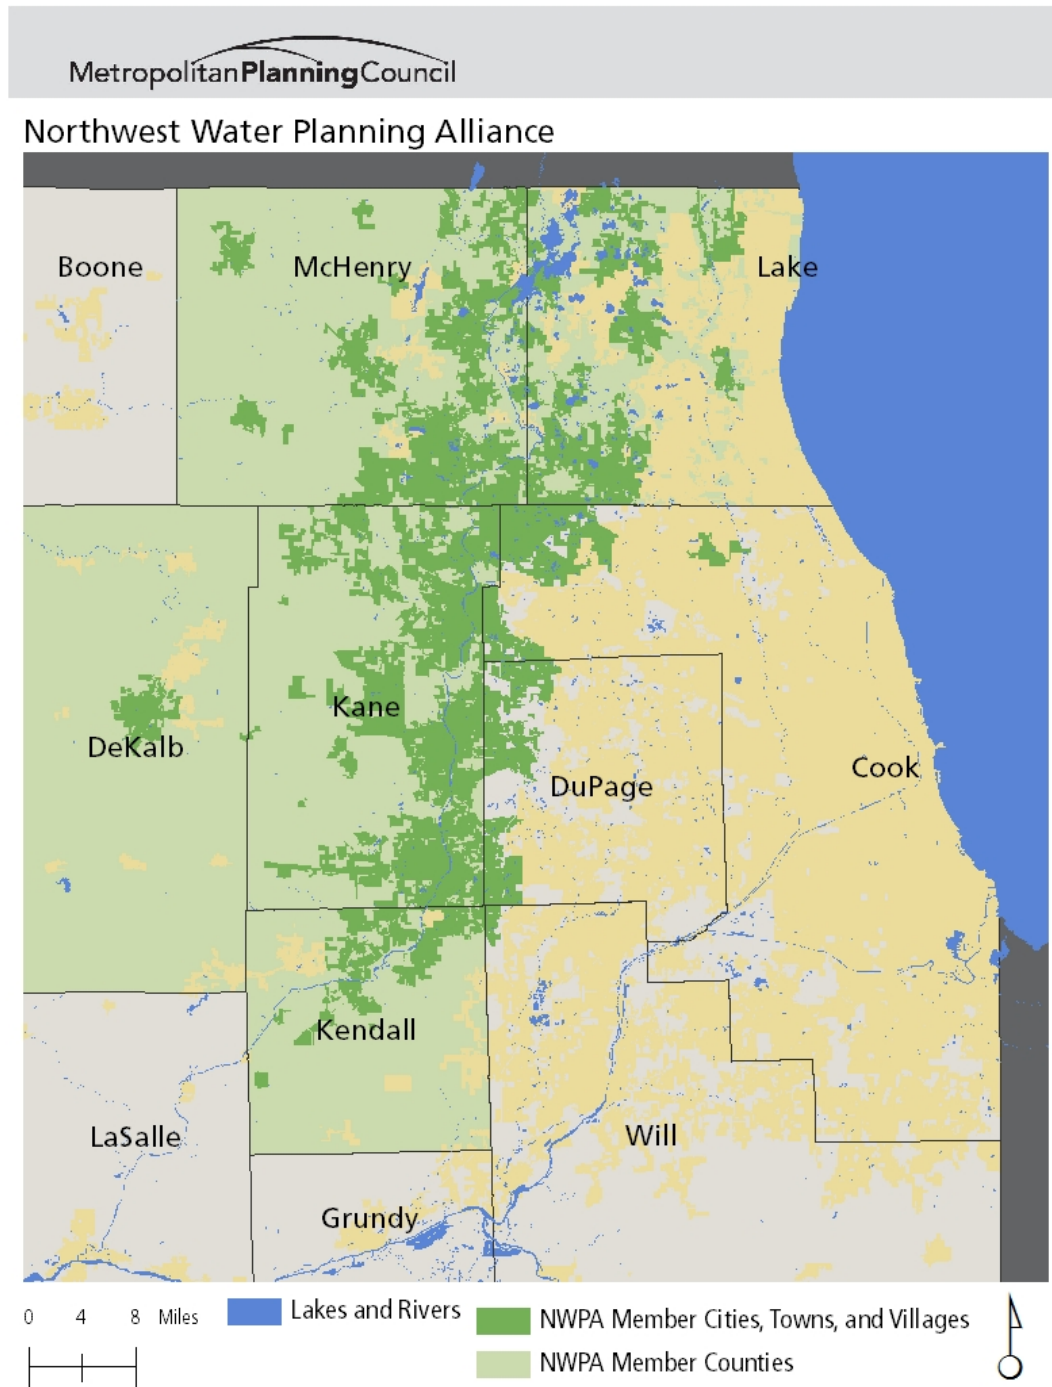 MetropolitanPlanningCouncil
Northwest Water Planning Alliance
Boone
McHenry
Lake
Kane
DeKalb
Cook
DuPage
Kendall
LaSalle
Will
Grundy
0 4 8 Miles
Lakes and Rivers
NWPA Member Cities, Towns, and Villages
NWPA Member Counties